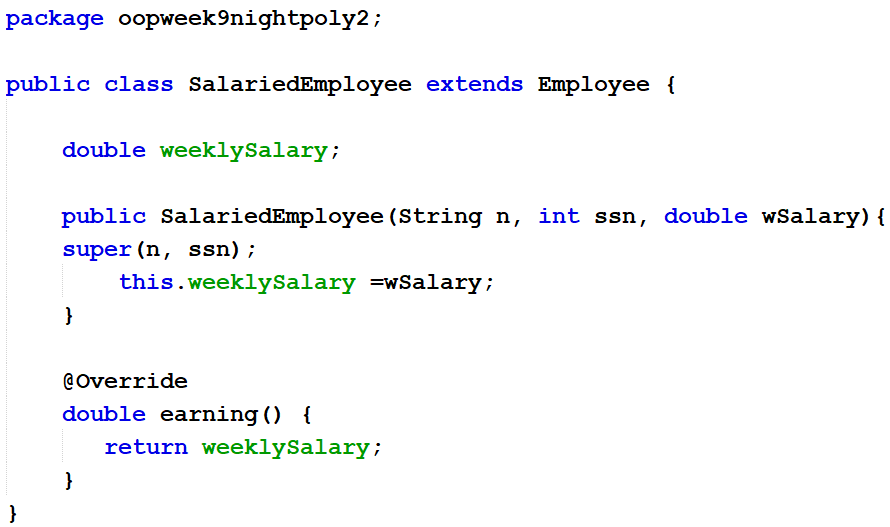 package oopweek9nightpoly2;
public class SalariedEmployee extends Employee {
double weeklySalary;
public SalariedEmployee(String n, int ssn, double wSalary){
super(n, ssn);
this.weeklySalary =wSalary;
}
@Override
double earning() {
return weeklySalary;
}
}